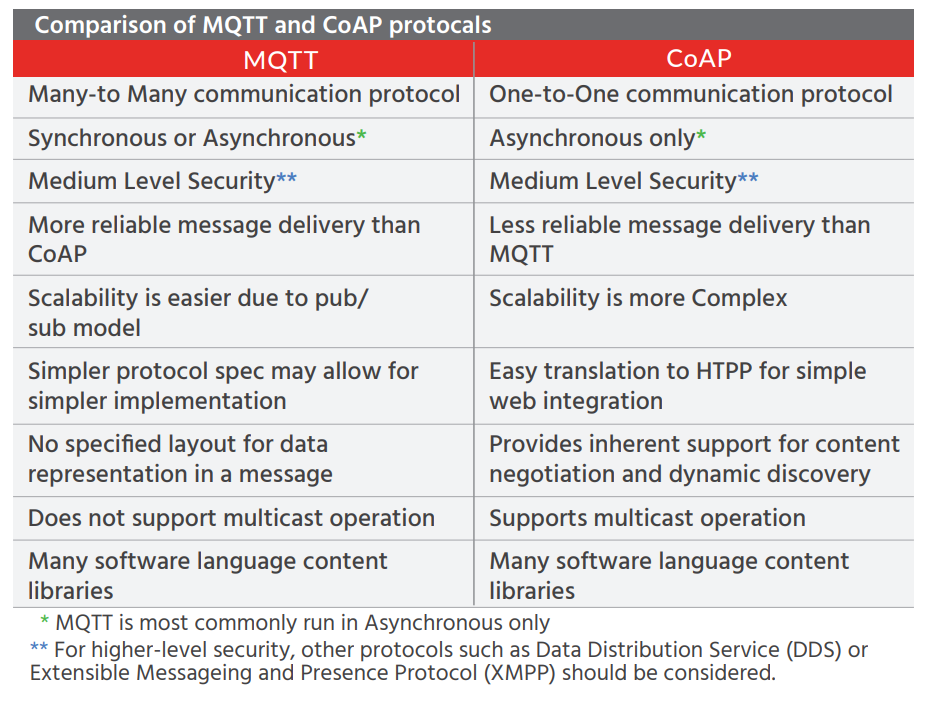 Comparison of MQTT and CoAP protocals
MQTT
CoAP
Many-to Many communication protocol
One-to-One communication protocol
Synchronous or Asynchronous*
Asynchronous only*
Medium Level Security**
Medium Level Security**
More reliable message delivery than
CoAP
Less reliable message delivery than
MQTT
Scalability is easier due to pub/
sub model
Scalability is more Complex
Simpler protocol spec may allow for
simpler implementation
Easy translation to HTPP for simple
web integration
No specified layout for data
representation in a message
Provides inherent support for content
negotiation and dynamic discovery
Does not support multicast operation
Supports multicast operation
Many software language content
libraries
Many software language content
libraries
* MQTT is most commonly run in Asynchronous only
** For higher-level security, other protocols such as Data Distribution Service (DDS) or
Extensible Messageing and Presence Protocol (XMPP) should be considered.